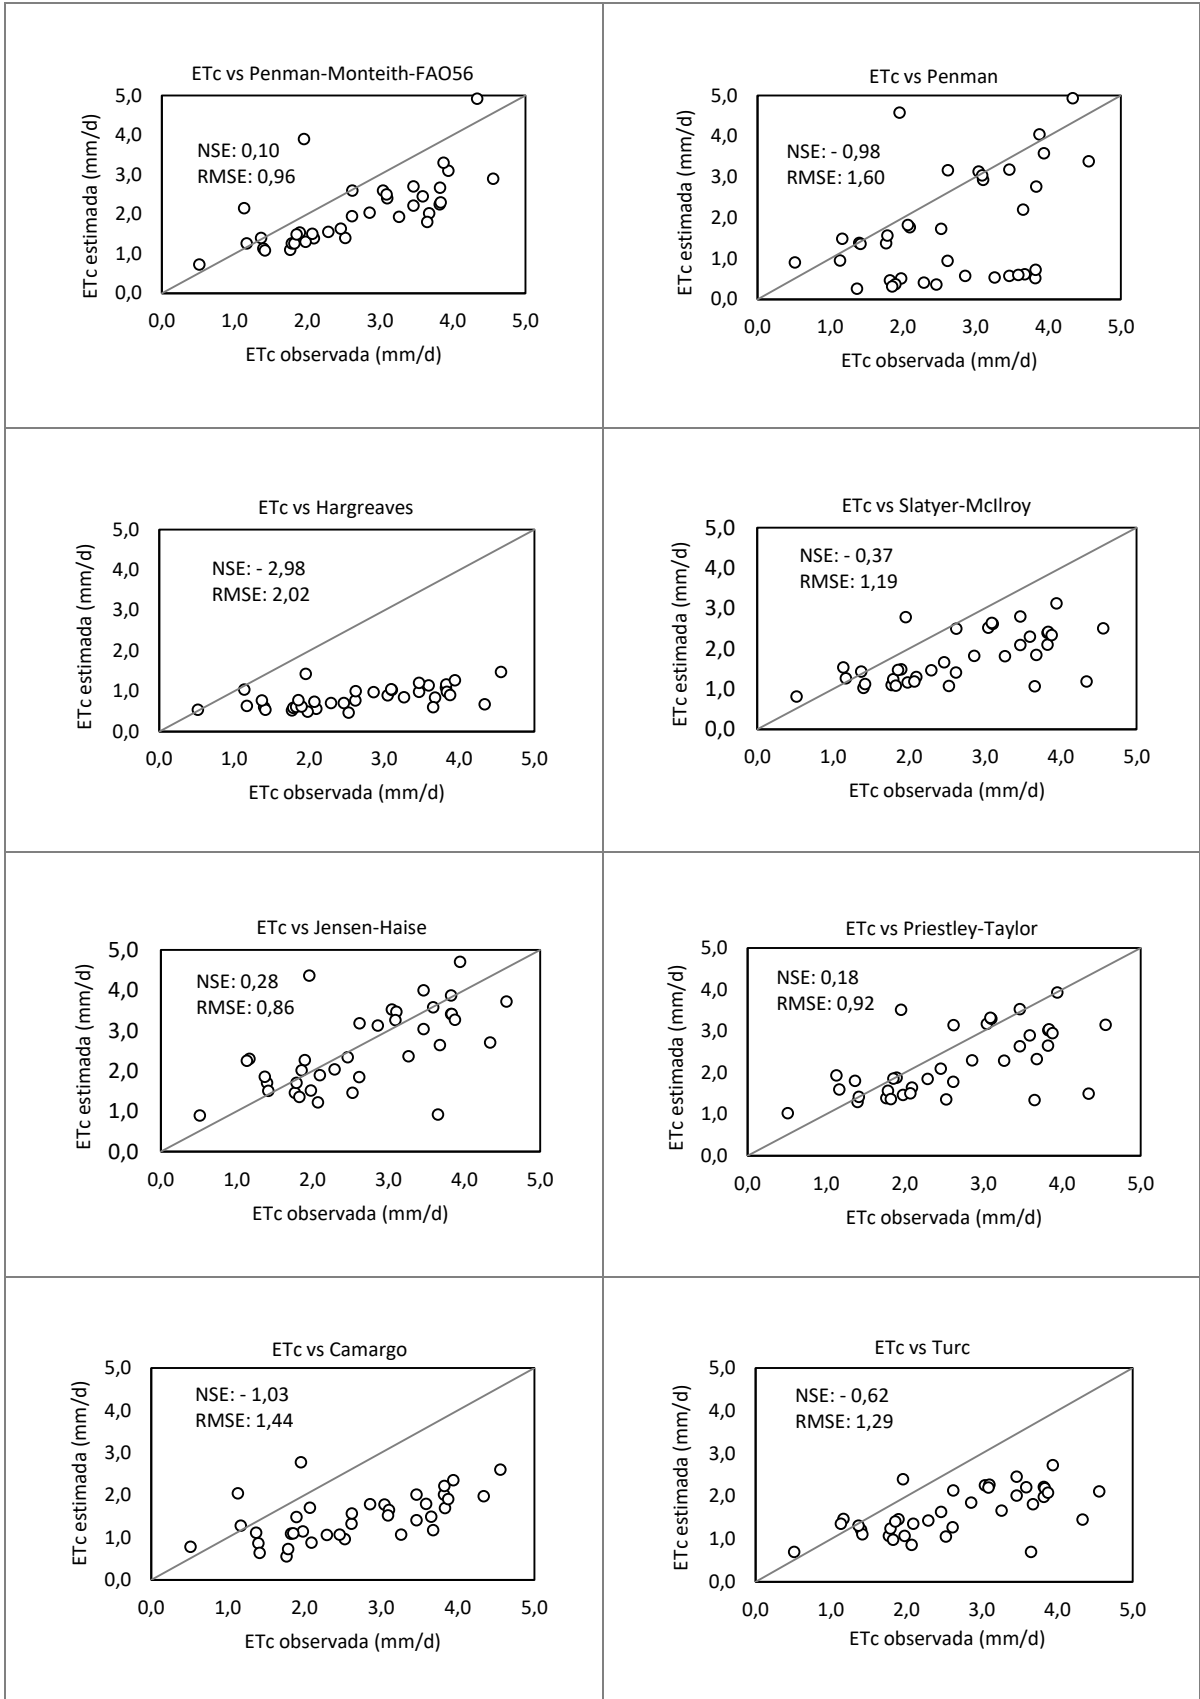 ETc vs Penman-Monteith-FAO56
5,0
4,0
3,0
2,0
1,0
0,0
ETc estimada (mm/d)
NSE: 0,10
RMSE: 0,96
0,0 1,0 2,0 3,0 4,0 5,0
ETc observada (mm/d)
ETc vs Penman
5,0
4,0
3,0
2,0
1,0
0,0
ETc estimada (mm/d)
NSE: - 0,98
RMSE: 1,60
0,0 1,0 2,0 3,0 4,0 5,0
ETc observada (mm/d)
ETc vs Hargreaves
5,0
4,0
3,0
2,0
1,0
0,0
ETc estimada (mm/d)
NSE: - 2,98
RMSE: 2,02
0,0 1,0 2,0 3,0 4,0 5,0
ETc observada (mm/d)
ETc vs Slatyer-McIlroy
5,0
4,0
3,0
2,0
1,0
0,0
ETc estimada (mm/d)
NSE: - 0,37
RMSE: 1,19
0,0 1,0 2,0 3,0 4,0 5,0
ETc observada (mm/d)
ETc vs Jensen-Haise
5,0
4,0
3,0
2,0
1,0
0,0
ETc estimada (mm/d)
NSE: 0,28
RMSE: 0,86
0,0 1,0 2,0 3,0 4,0 5,0
ETc observada (mm/d)
ETc vs Priestley-Taylor
5,0
4,0
3,0
2,0
1,0
0,0
ETc estimada (mm/d)
NSE: 0,18
RMSE: 0,92
0,0 1,0 2,0 3,0 4,0 5,0
ETc observada (mm/d)
ETc vs Camargo
5,0
4,0
3,0
2,0
1,0
0,0
ETc estimada (mm/d)
NSE: - 1,03
RMSE: 1,44
0,0 1,0 2,0 3,0 4,0 5,0
ETc observada (mm/d)
ETc vs Turc
5,0
4,0
3,0
2,0
1,0
0,0
ETc estimada (mm/d)
NSE: - 0,62
RMSE: 1,29
0,0 1,0 2,0 3,0 4,0 5,0
ETc observada (mm/d)